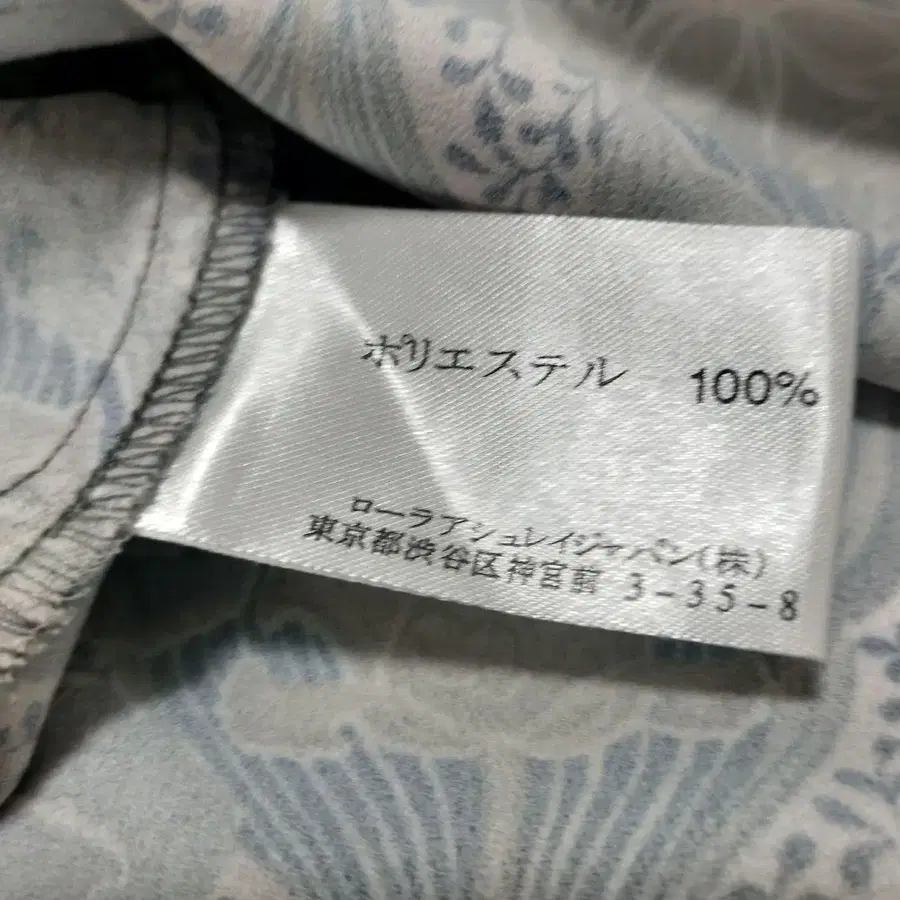 ポリエステル 100%
ローラアシュレイジャパン(株)
東京都渋谷区神宮前 3-35-8